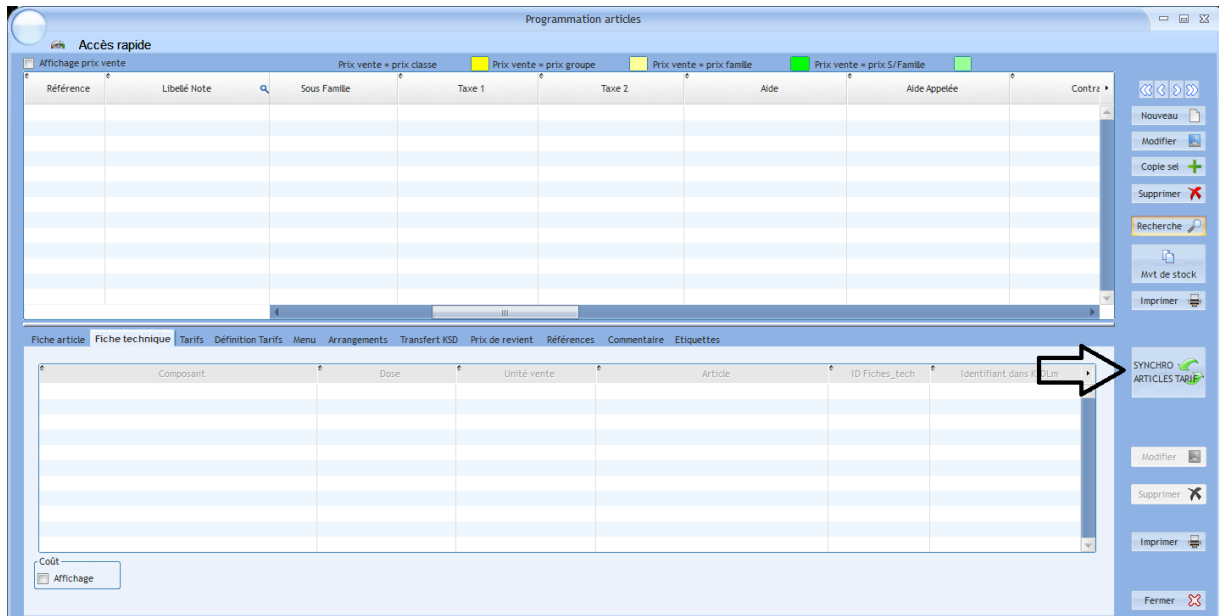 Programmation articles
Accès rapide
Affichage prix vente
Prix vente = prix classe
Prix vente = prix groupe
Prix vente = prix famille
Prix vente = prix S/Famille
Référence
Libellé Note
Sous Famille
Taxe 1
Taxe 2
Aide
Aide Appelée
Contra
Nouveau
Modifier
Copie sel
Supprimer
Recherche
Mvt de stock
Imprimer
Fiche article
Fiche technique
Tarifs
Définition Tarifs
Menu
Arrangements
Transfert KSD
Prix de revient
Références
Commentaire
Etiquettes
Composant
Dose
Unité vente
Article
ID Fiches_tech
Identifiant dans
SYNCHRO
ARTICLES TARIF
Modifier
Supprimer
Imprimer
Coût
Affichage
Fermer